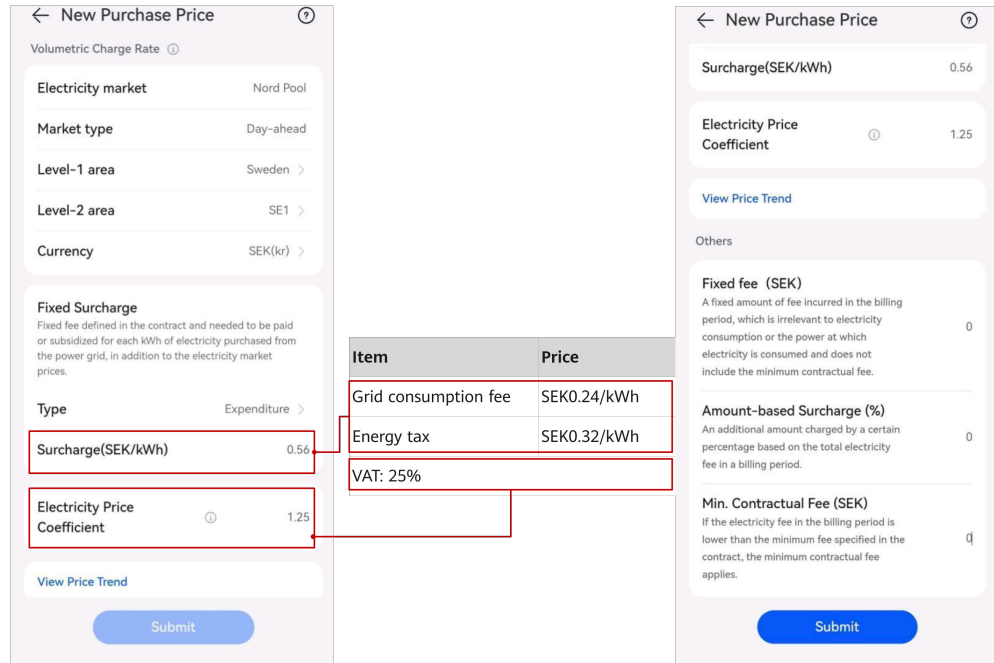 New Purchase Price
Volumetric Charge Rate
Electricity market Nord Pool
Market type Day-ahead
Level-1 area Sweden
Level-2 area SE1
Currency SEK(kr)
Fixed Surcharge
Fixed fee defined in the contract and needed to be paid
or subsidized for each kWh of electricity purchased from
the power grid, in addition to the electricity market
prices.
Type Expenditure
Surcharge(SEK/kWh) 0.56
Electricity Price
Coefficient 1.25
View Price Trend
Submit
Item Price
Grid consumption fee SEK0.24/kWh
Energy tax SEK0.32/kWh
VAT: 25%
New Purchase Price
Surcharge(SEK/kWh) 0.56
Electricity Price
Coefficient 1.25
View Price Trend
Others
Fixed fee (SEK)
A fixed amount of fee incurred in the billing
period, which is irrelevant to electricity
consumption or the power at which
electricity is consumed and does not
include the minimum contractual fee.
0
Amount-based Surcharge (%)
An additional amount charged by a certain
percentage based on the total electricity
fee in a billing period.
0
Min. Contractual Fee (SEK)
If the electricity fee in the billing period is
lower than the minimum fee specified in the
contract, the minimum contractual fee
applies.
0
Submit